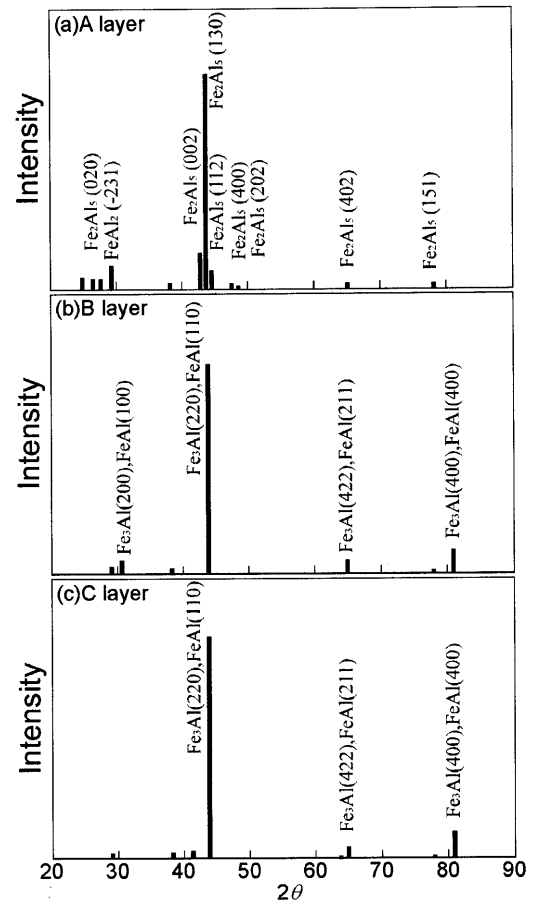 (a)A layer
Intensity
Fe₂Al₅ (020)
FeAl₂ (-231)
Fe₂Al₅ (002)
Fe₂Al₅ (130)
Fe₂Al₅ (112)
Fe₂Al₅ (400)
Fe₂Al₅ (202)
Fe₂Al₅ (402)
Fe₂Al₅ (151)
(b)B layer
Intensity
Fe₃Al(200),FeAl(100)
Fe₃Al(220),FeAl(110)
Fe₃Al(422),FeAl(211)
Fe₃Al(400),FeAl(400)
(c)C layer
Intensity
Fe₃Al(220),FeAl(110)
Fe₃Al(422),FeAl(211)
Fe₃Al(400),FeAl(400)
20 30 40 50 60 70 80 90
2θ